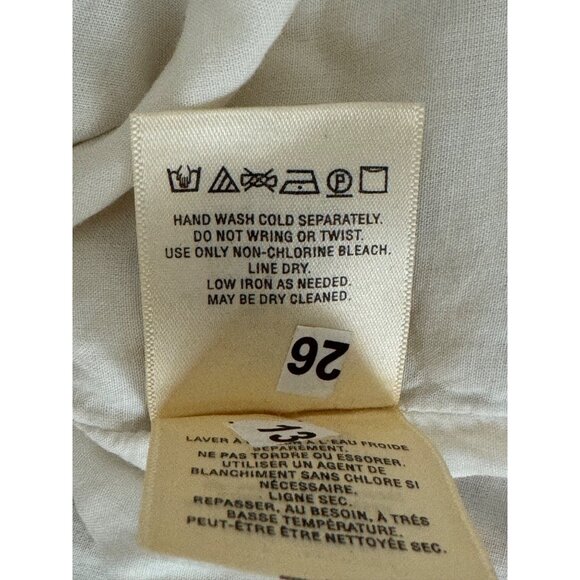 HAND WASH COLD SEPARATELY.
DO NOT WRING OR TWIST.
USE ONLY NON-CHLORINE BLEACH.
LINE DRY.
LOW IRON AS NEEDED.
MAY BE DRY CLEANED.
26
13
LAVER À L'EAU FROIDE
SÉPARÉMENT.
NE PAS TORDRE OU ESSORER.
UTILISER UN AGENT DE
BLANCHIMENT SANS CHLORE SI
NÉCESSAIRE.
LIGNE SEC.
REPASSER, AU BESOIN, À TRÈS
BASSE TEMPÉRATURE.
PEUT-ÊTRE ÊTRE NETTOYÉE SEC.